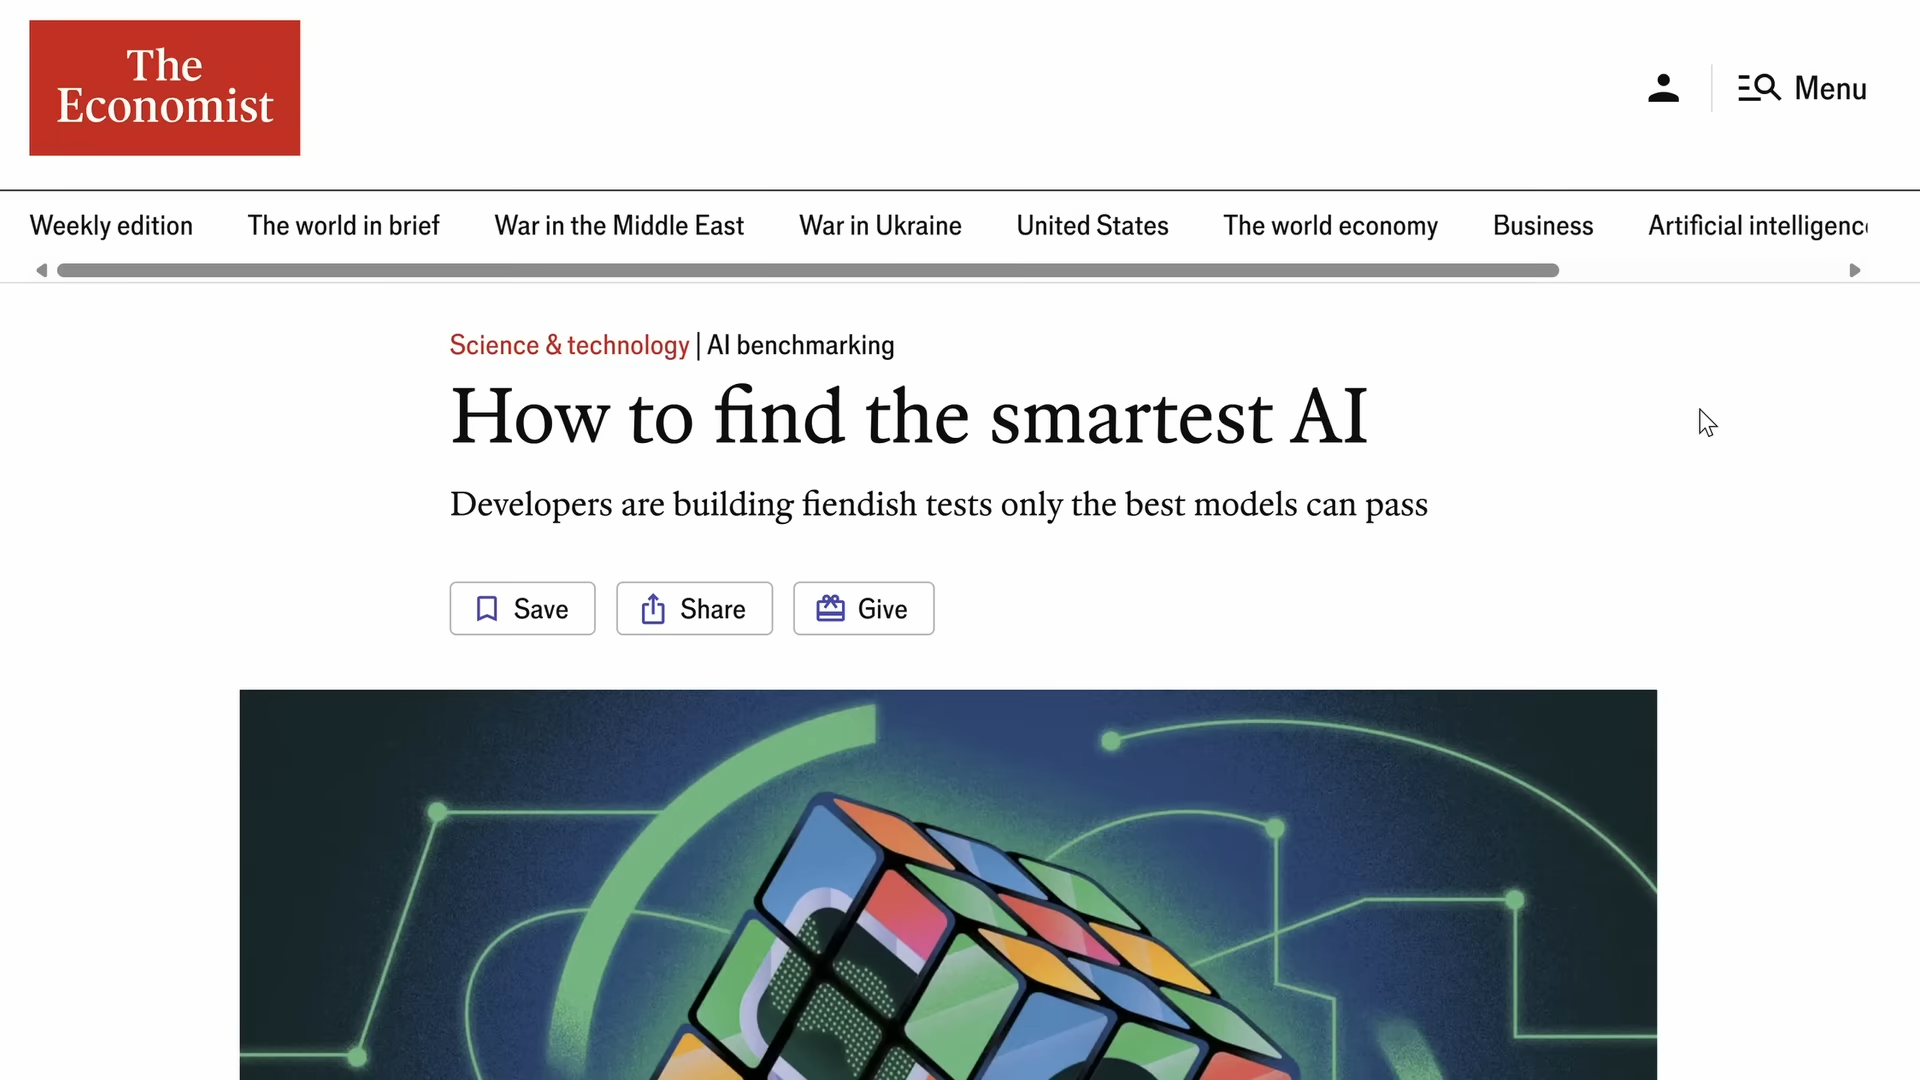 The
Economist
Menu
Weekly edition The world in brief War in the Middle East War in Ukraine United States The world economy Business Artificial intelligenc
Science & technology | AI benchmarking
How to find the smartest AI
Developers are building fiendish tests only the best models can pass
Save Share Give